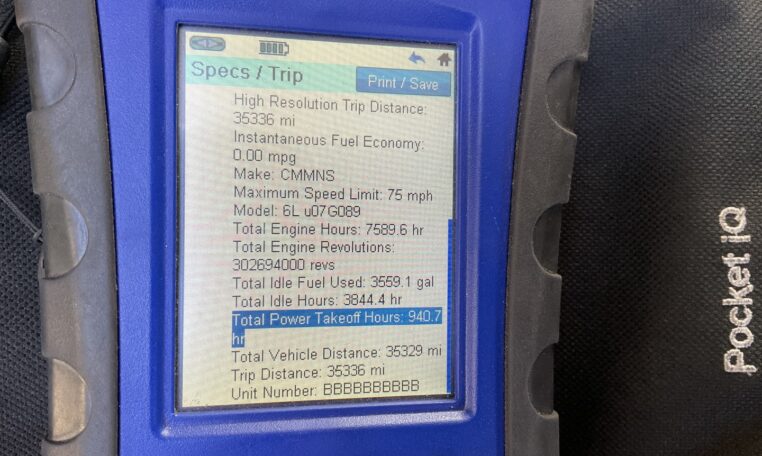 Specs / Trip
Print / Save
High Resolution Trip Distance:
35336 mi
Instantaneous Fuel Economy:
0.00 mpg
Make: CMMNS
Maximum Speed Limit: 75 mph
Model: 6L u07G089
Total Engine Hours: 7589.6 hr
Total Engine Revolutions:
302694000 revs
Total Idle Fuel Used: 3559.1 gal
Total Idle Hours: 3844.4 hr
Total Power Takeoff Hours: 940.7
hr
Total Vehicle Distance: 35329 mi
Trip Distance: 35336 mi
Unit Number: BBBBBBBBBB
Pocket iQ